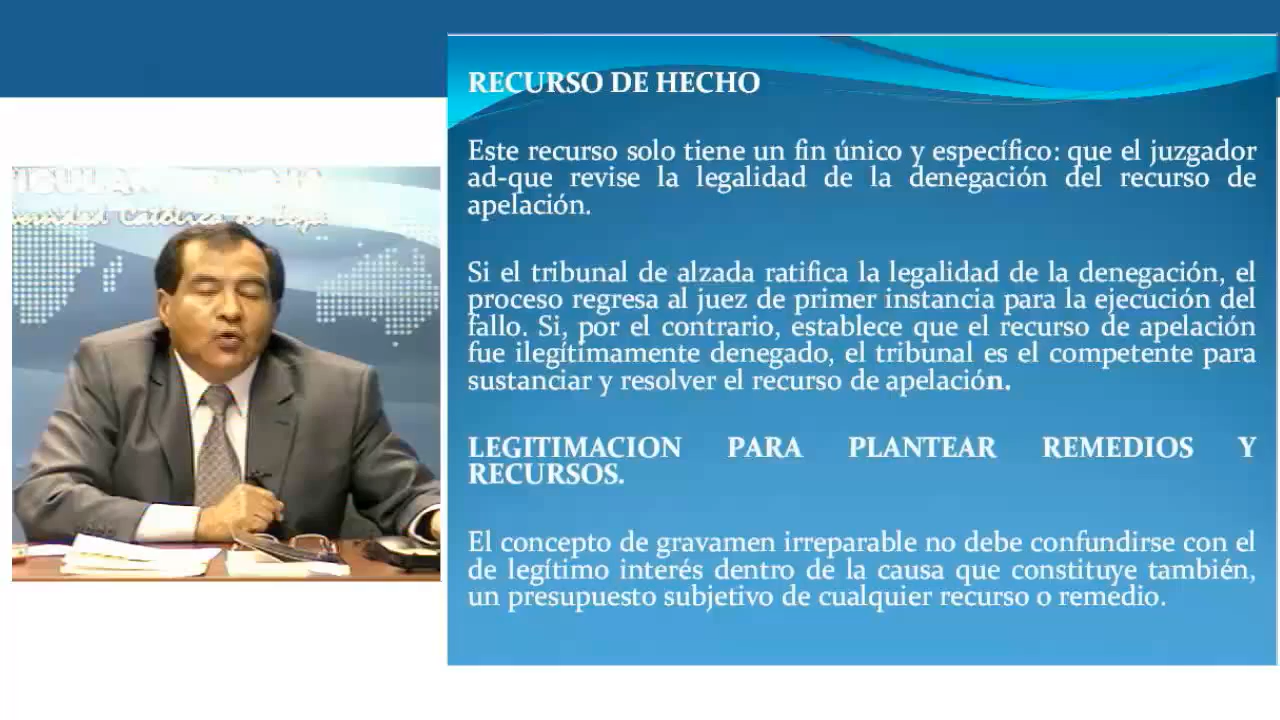 Católica de Loja
RECURSO DE HECHO
Este recurso solo tiene un fin único y específico: que el juzgador
ad-que revise la legalidad de la denegación del recurso de
apelación.
Si el tribunal de alzada ratifica la legalidad de la denegación, el
proceso regresa al juez de primer instancia para la ejecución del
fallo. Si, por el contrario, establece que el recurso de apelación
fue ilegítimamente denegado, el tribunal es el competente para
sustanciar y resolver el recurso de apelación.
LEGITIMACION PARA PLANTEAR REMEDIOS Y
RECURSOS.
El concepto de gravamen irreparable no debe confundirse con el
de legítimo interés dentro de la causa que constituye también,
un presupuesto subjetivo de cualquier recurso o remedio.